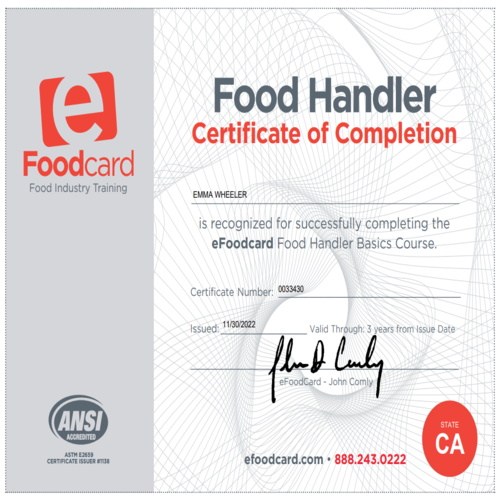 e
Foodcard
Food Industry Training
Food Handler
Certificate of Completion
EMMA WHEELER
is recognized for successfully completing the
eFoodcard Food Handler Basics Course.
Certificate Number: 0033430
Issued: 11/30/2022 Valid Through: 3 years from Issue Date
John D Comly
eFoodCard - John Comly
ANSI
ACCREDITED
ASTM E2659
CERTIFICATE ISSUER #1138
efoodcard.com • 888.243.0222
STATE
CA